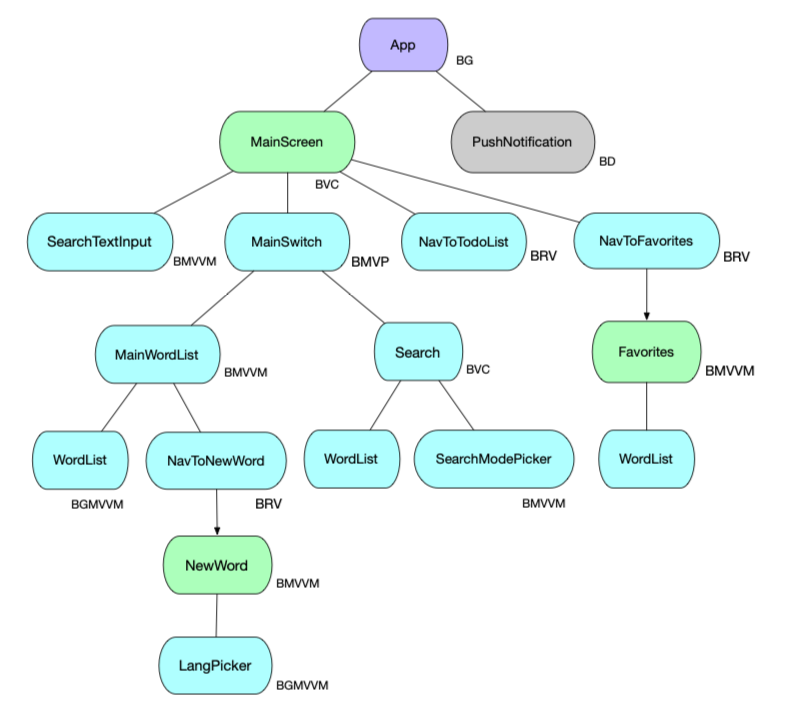 App
BG
MainScreen
BVC
PushNotification
BD
SearchTextInput
BMVVM
MainSwitch
BMVP
NavToTodoList
BRV
NavToFavorites
BRV
MainWordList
BMVVM
Search
BVC
Favorites
BMVVM
WordList
BGMVVM
NavToNewWord
BRV
WordList
SearchModePicker
BMVVM
WordList
NewWord
BMVVM
LangPicker
BGMVVM